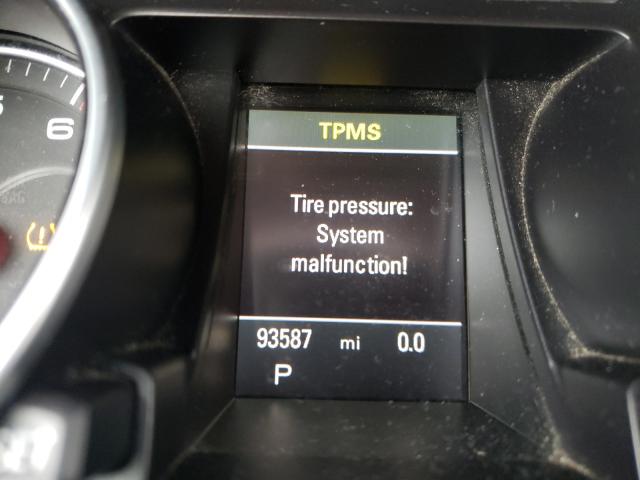 6
TPMS
Tire pressure:
System
malfunction!
93587 mi 0.0
P